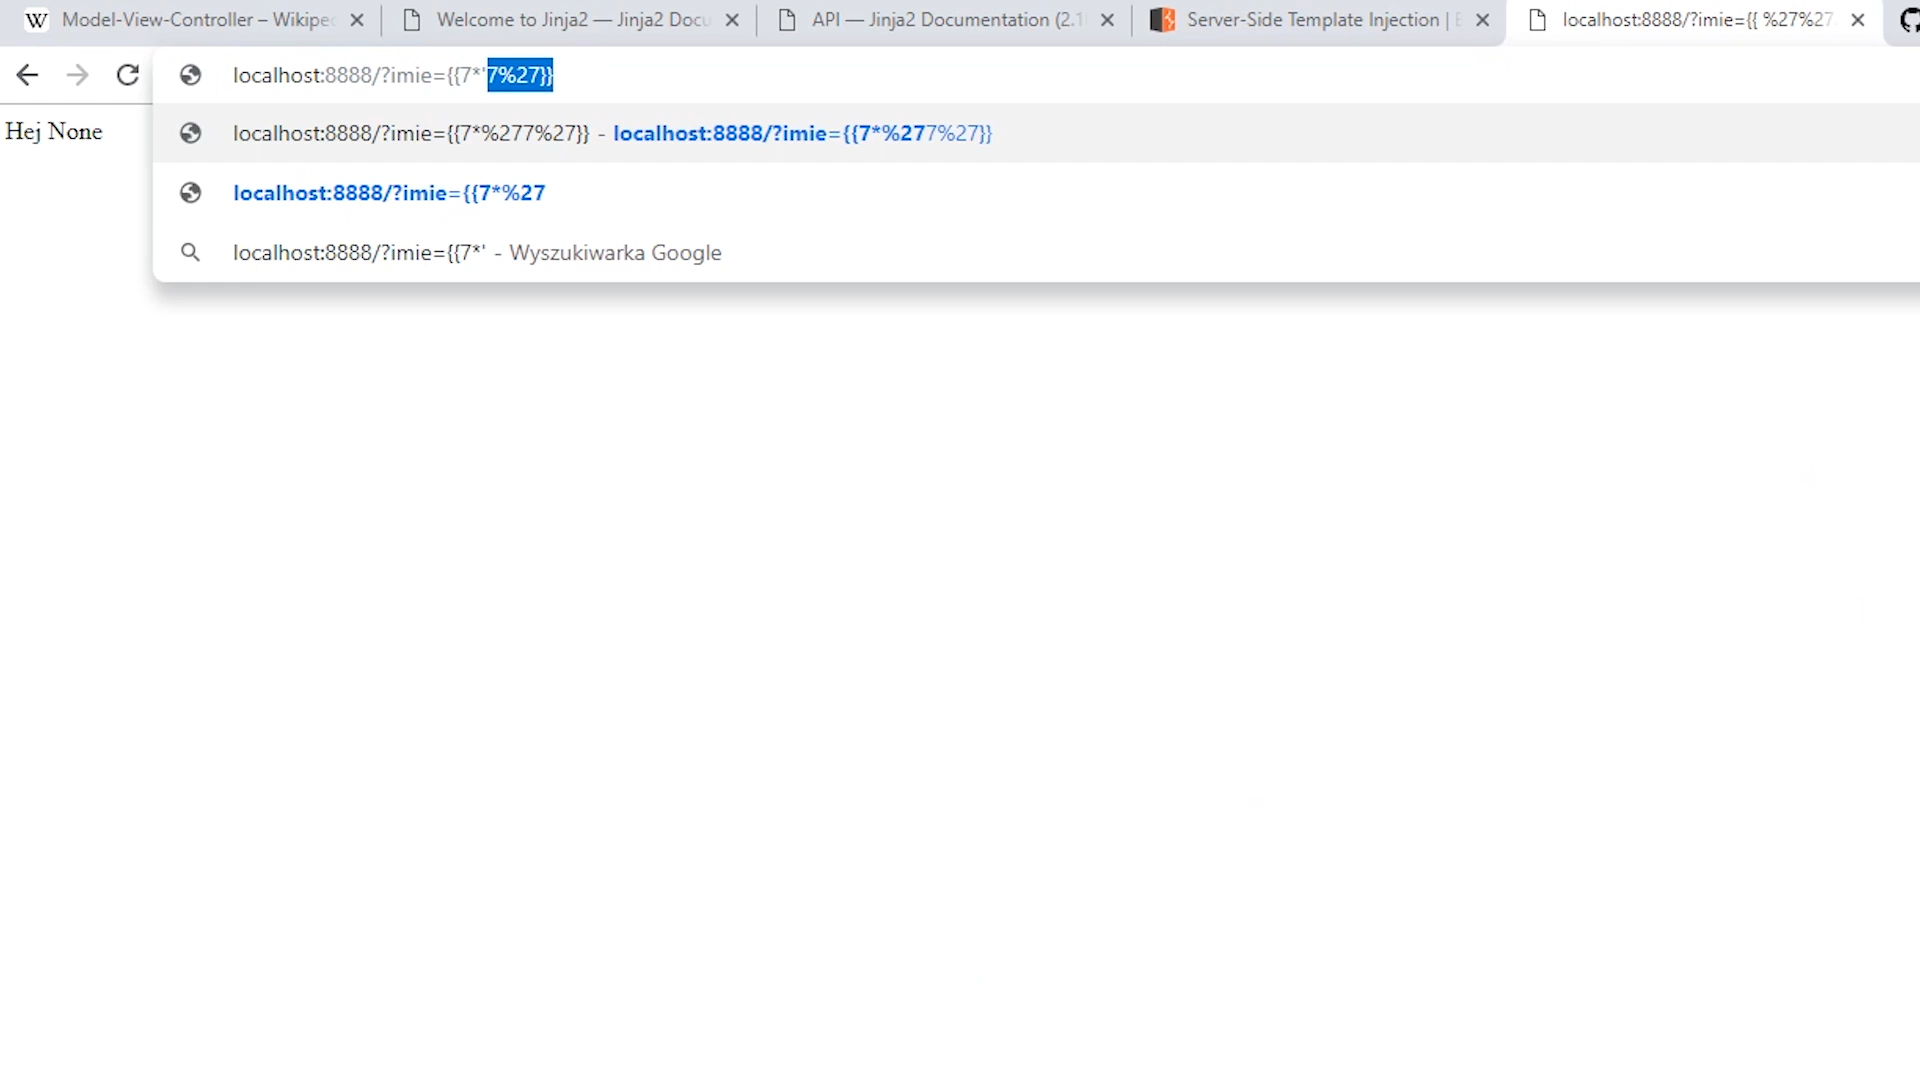 Model-View-Controller – Wikipe
Welcome to Jinja2 — Jinja2 Docu
API — Jinja2 Documentation (2.1
Server-Side Template Injection |
localhost:8888/?imie={{ %27%27
localhost:8888/?imie={{7*'7%27}}
Hej None
localhost:8888/?imie={{7*%277%27}} - localhost:8888/?imie={{7*%277%27}}
localhost:8888/?imie={{7*%27
localhost:8888/?imie={{7*' - Wyszukiwarka Google